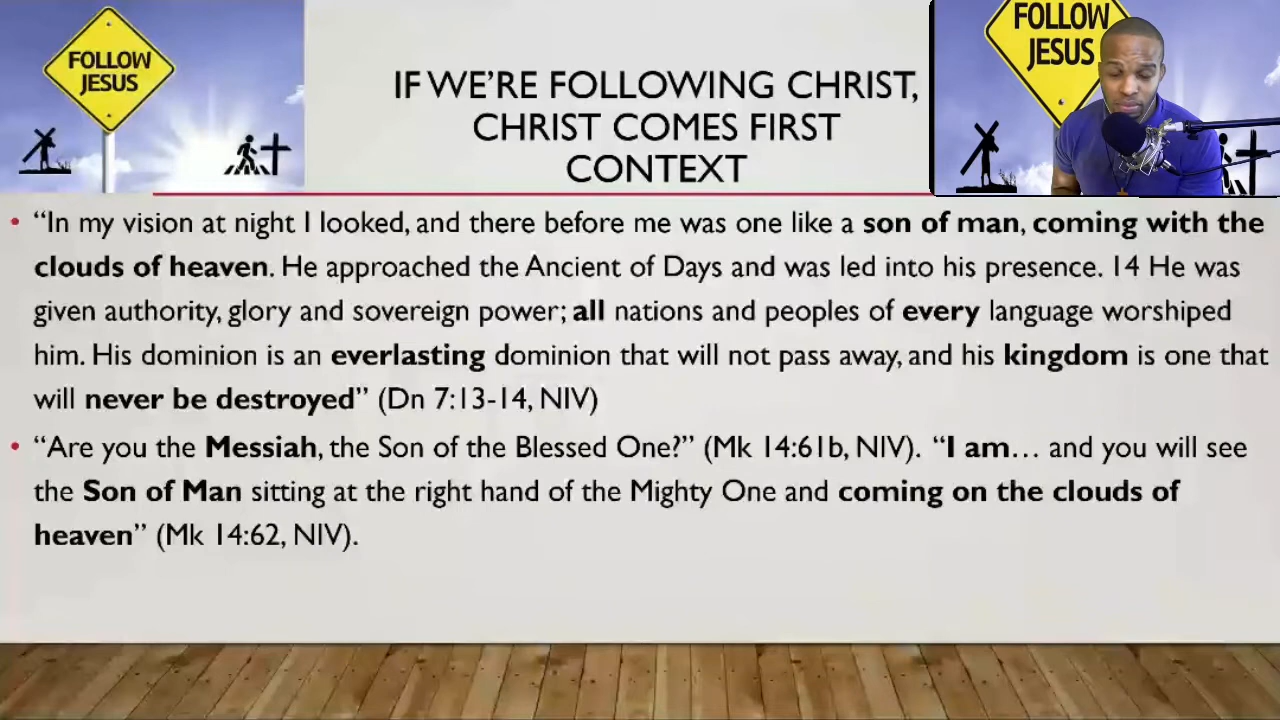 FOLLOW
JESUS
IF WE’RE FOLLOWING CHRIST,
CHRIST COMES FIRST
CONTEXT
FOLLOW
JESUS
• “In my vision at night I looked, and there before me was one like a son of man, coming with the
clouds of heaven. He approached the Ancient of Days and was led into his presence. 14 He was
given authority, glory and sovereign power; all nations and peoples of every language worshiped
him. His dominion is an everlasting dominion that will not pass away, and his kingdom is one that
will never be destroyed” (Dn 7:13-14, NIV)
• “Are you the Messiah, the Son of the Blessed One?” (Mk 14:61b, NIV). “I am… and you will see
the Son of Man sitting at the right hand of the Mighty One and coming on the clouds of
heaven” (Mk 14:62, NIV).